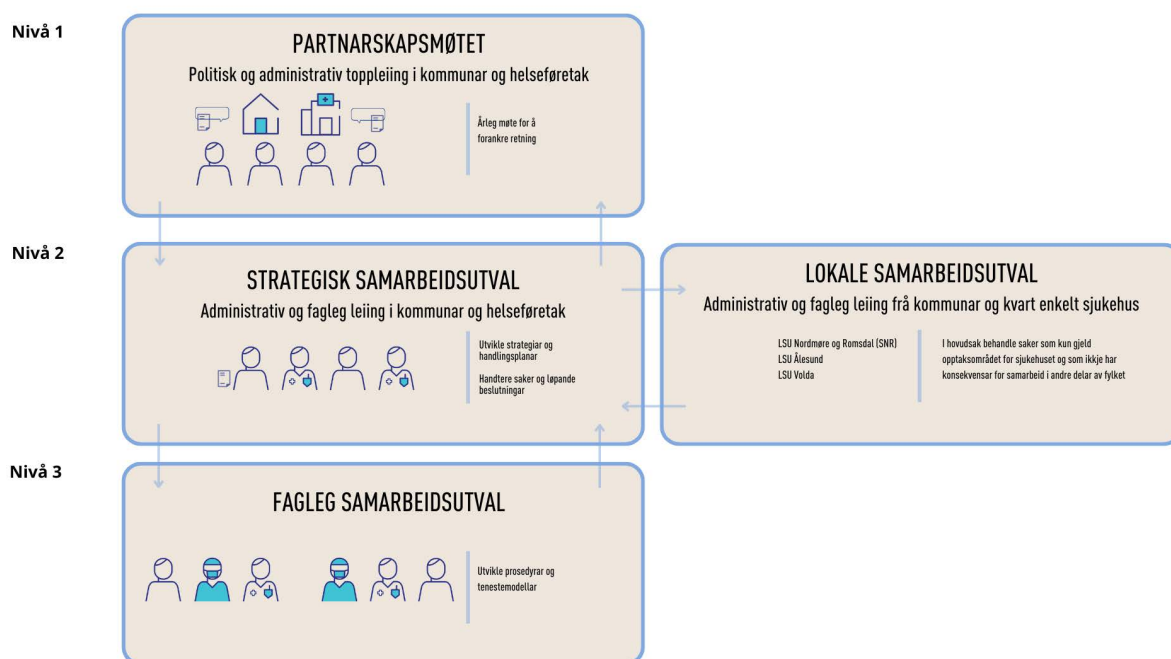 Nivå 1
PARTNARSKAPSMØTET
Politisk og administrativ toppleiing i kommunar og helseføretak
Årleg møte for å
forankre retning
Nivå 2
STRATEGISK SAMARBEIDSUTVAL
Administrativ og fagleg leiing i kommunar og helseføretak
Utvikle strategiar og
handlingsplanar
Handtere saker og løpande
beslutningar
LOKALE SAMARBEIDSUTVAL
Administrativ og fagleg leiing frå kommunar og kvart enkelt sjukehus
LSU Nordmøre og Romsdal (SNR)
LSU Ålesund
LSU Volda
I hovudsak behandle saker som kun gjeld
opptaksområdet for sjukehuset og som ikkje har
konsekvensar for samarbeid i andre delar av fylket
Nivå 3
FAGLEG SAMARBEIDSUTVAL
Utvikle prosedyrar og
tenestemodellar